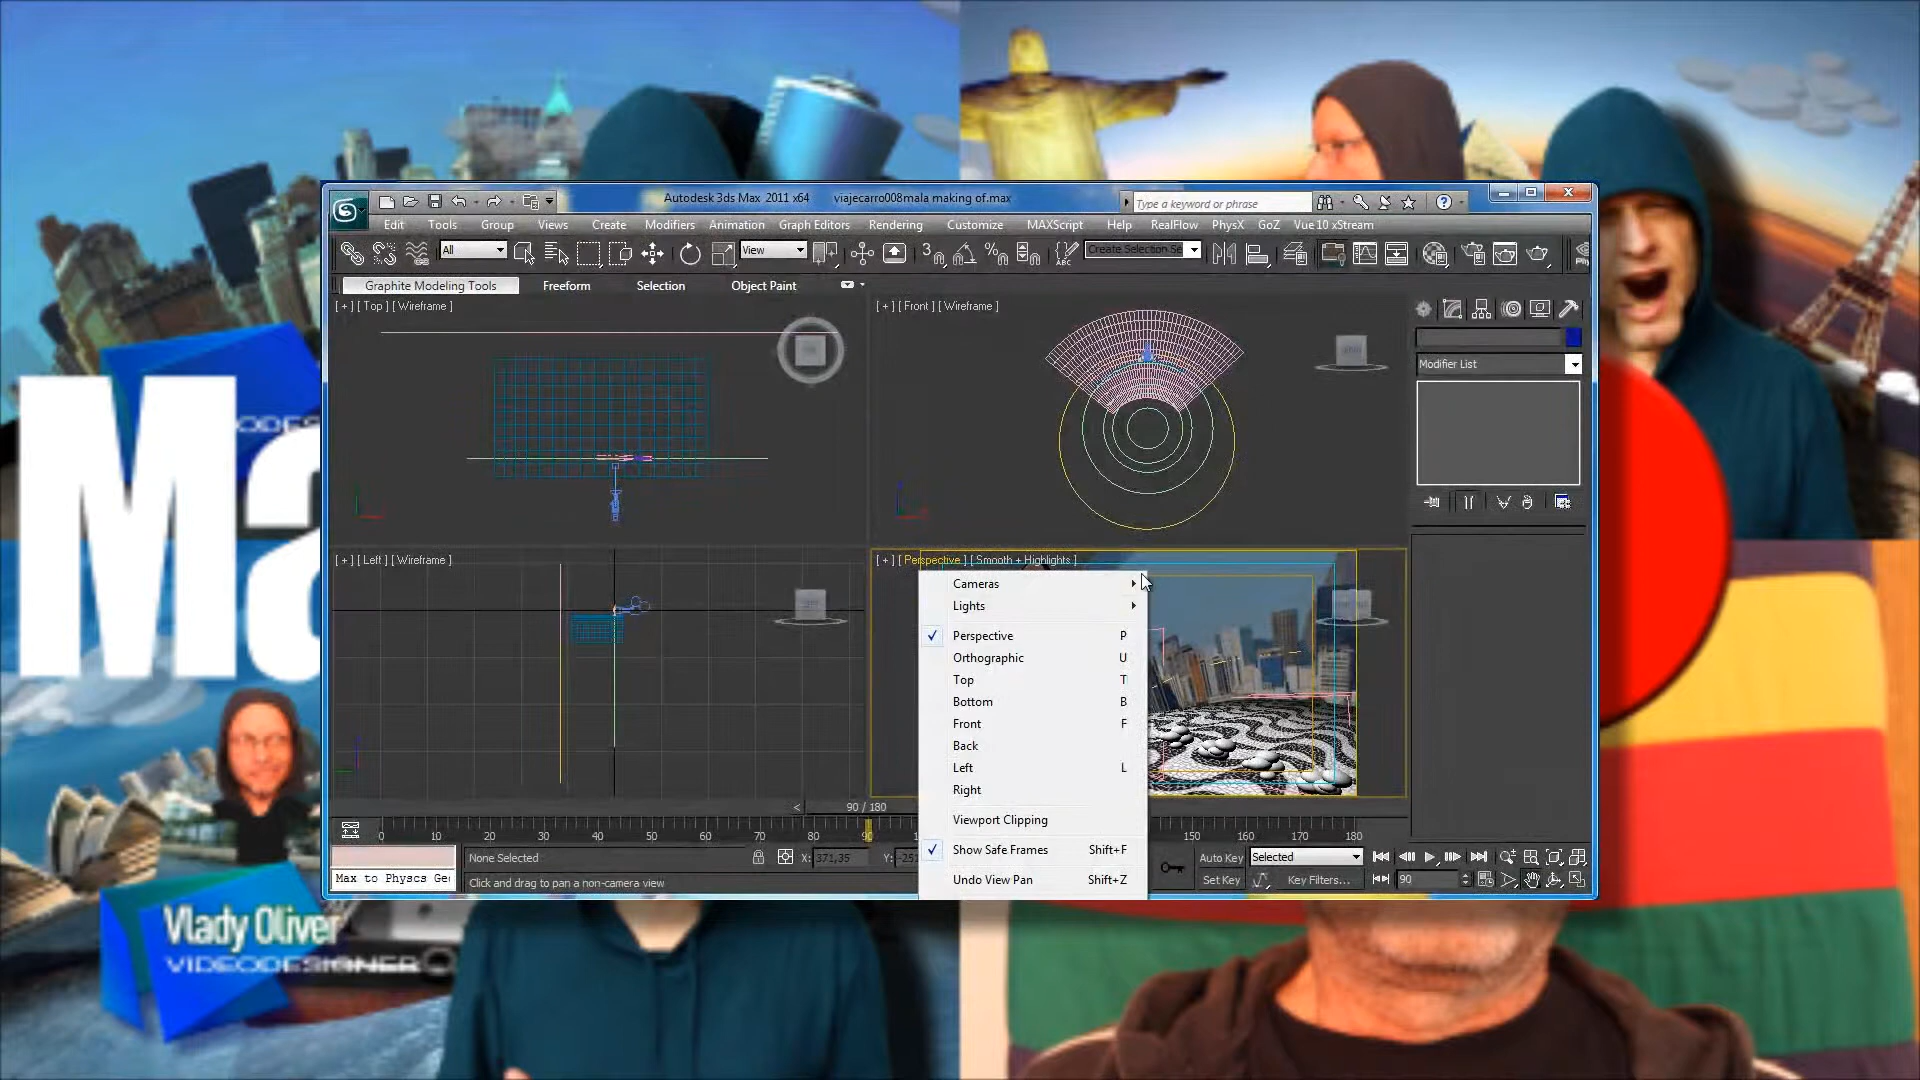 Autodesk 3ds Max 2011 x64 viajecarro008mala making of.max
Type a keyword or phrase
Edit Tools Group Views Create Modifiers Animation Graph Editors Rendering Customize MAXScript Help RealFlow PhysX GoZ Vue 10 xStream
All
View
Create Selection Se
Graphite Modeling Tools Freeform Selection Object Paint
[ + ] [ Top ] [ Wireframe ]
[ + ] [ Front ] [ Wireframe ]
Modifier List
Ma
[ + ] [ Left ] [ Wireframe ]
[ + ] [ Perspective ] [ Smooth + Highlights ]
Cameras
Lights
Perspective P
Orthographic U
Top T
Bottom B
Front F
Back
Left L
Right
Viewport Clipping
Show Safe Frames Shift+F
Undo View Pan Shift+Z
< 90 / 180
0 10 20 30 40 50 60 70 80 90 150 160 170 180
None Selected X: 371,35 Y: -25
Auto Key Selected
Max to Physcs Ge
Click and drag to pan a non-camera view
Set Key Key Filters... 90
Vlady Oliver
VIDEODESIGNER